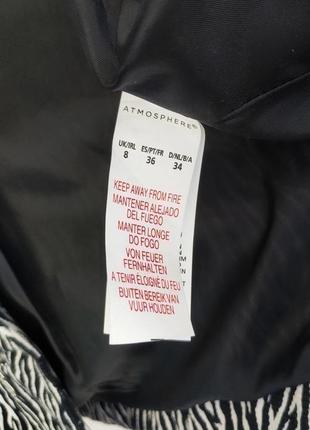 ATMOSPHERE®
UK/IRL ES/PT/FR D/NL/B/A
8 36 34
KEEP AWAY FROM FIRE
MANTENER ALEJADO
DEL FUEGO
MANTER LONGE
DO FOGO
VON FEUER
FERNHALTEN
A TENIR ÉLOIGNÉ DU FEU
BUITEN BEREIK VAN
VUUR HOUDEN